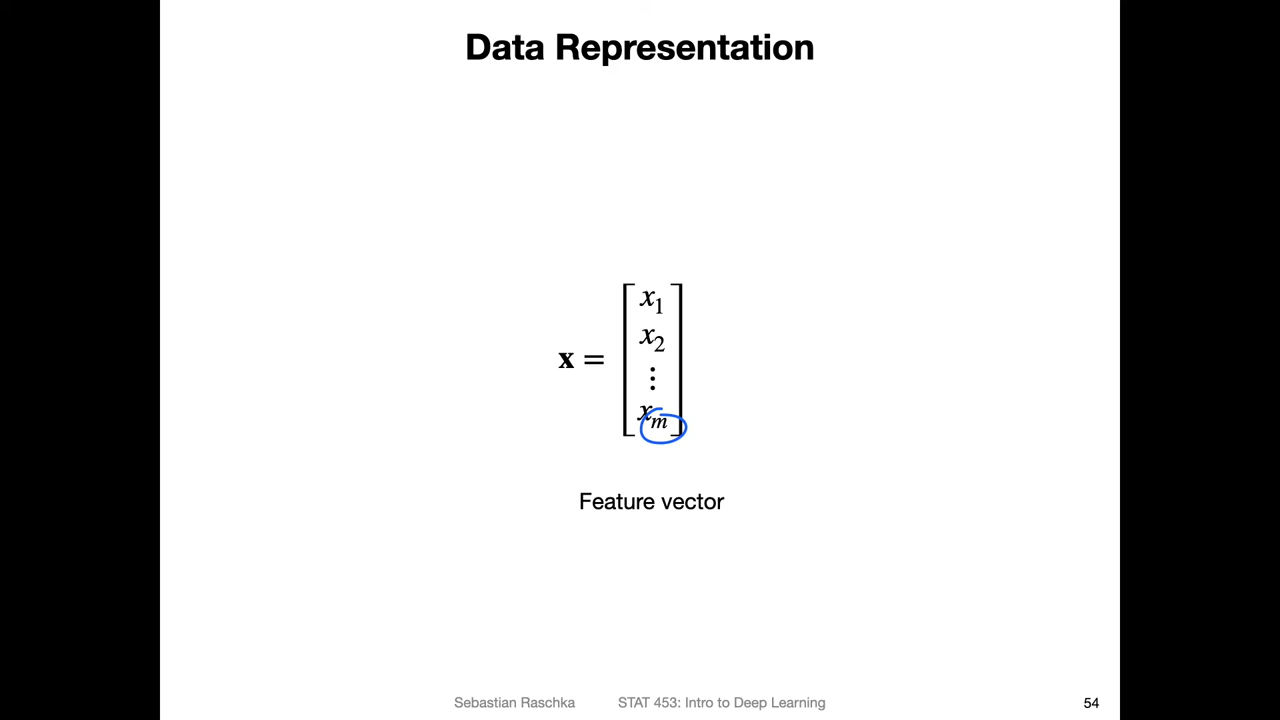 Data Representation
x = [x₁
x₂
⋮
xₘ]
Feature vector
Sebastian Raschka STAT 453: Intro to Deep Learning 54